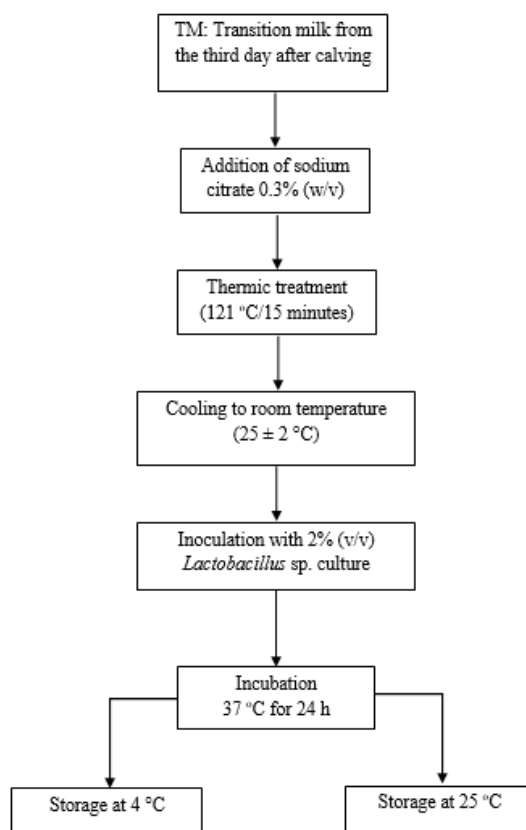 TM: Transition milk from
the third day after calving
Addition of sodium
citrate 0.3% (w/v)
Thermic treatment
(121 °C/15 minutes)
Cooling to room temperature
(25 ± 2 °C)
Inoculation with 2% (v/v)
Lactobacillus sp. culture
Incubation
37 °C for 24 h
Storage at 4 °C
Storage at 25 °C